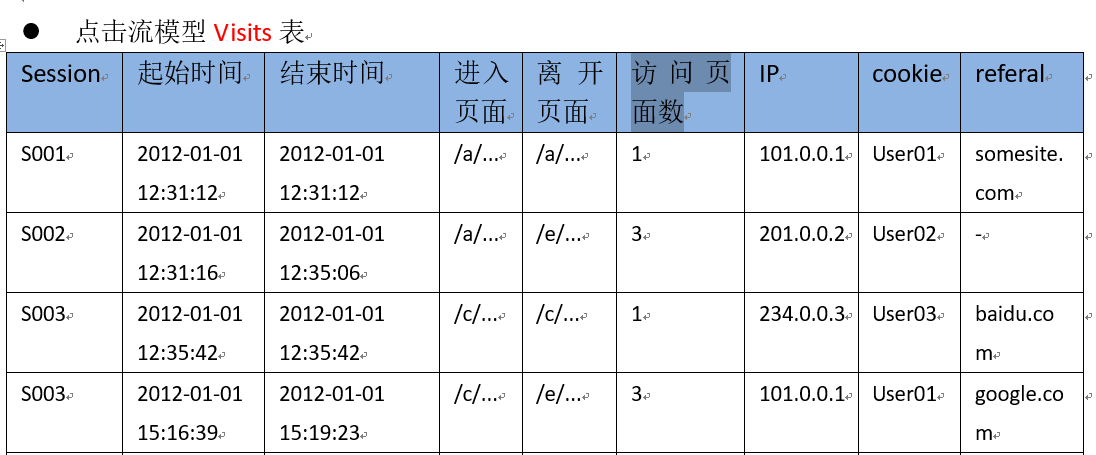 ● 点击流模型 Visits 表
Session 起始时间 结束时间 进入页面 离开页面 访问页面数 IP cookie referal
S001 2012-01-01 12:31:12 2012-01-01 12:31:12 /a/... /a/... 1 101.0.0.1 User01 somesite.com
S002 2012-01-01 12:31:16 2012-01-01 12:35:06 /a/... /e/... 3 201.0.0.2 User02 -
S003 2012-01-01 12:35:42 2012-01-01 12:35:42 /c/... /c/... 1 234.0.0.3 User03 baidu.com
S003 2012-01-01 15:16:39 2012-01-01 15:19:23 /c/... /e/... 3 101.0.0.1 User01 google.com